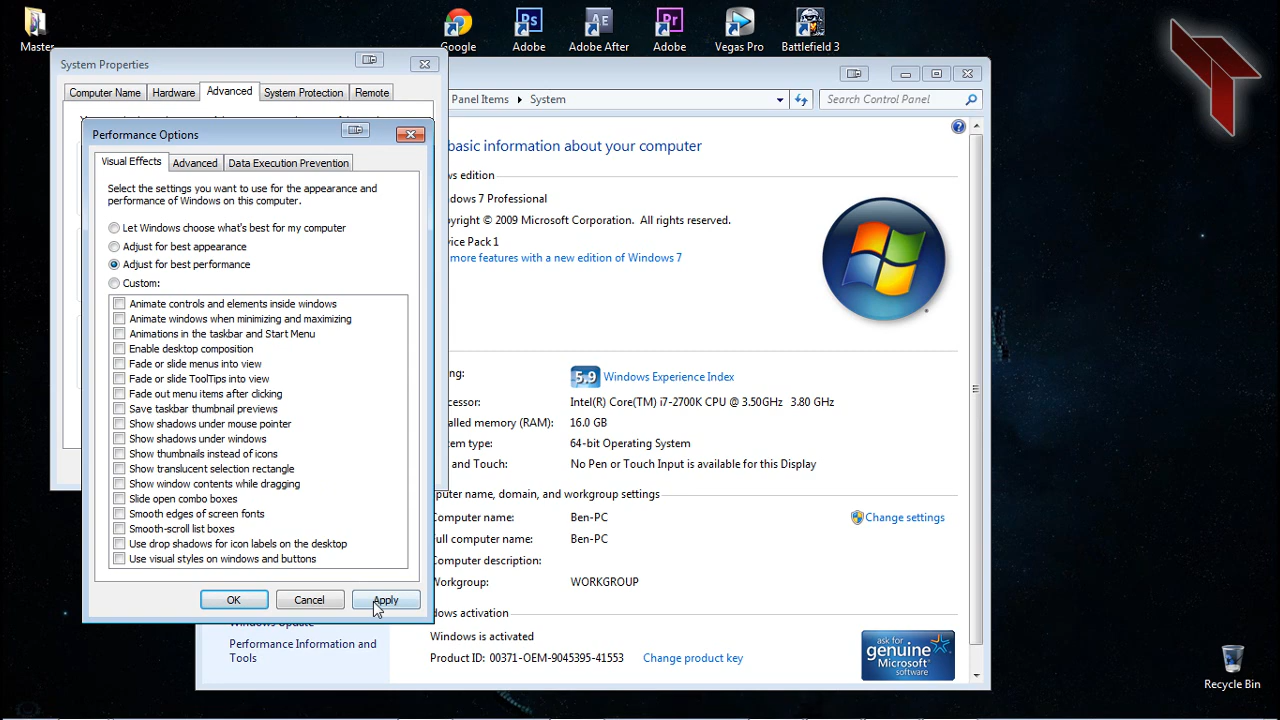 Master
Google
Adobe
Adobe After
Adobe
Vegas Pro
Battlefield 3
System Properties
Computer Name
Hardware
Advanced
System Protection
Remote
Performance Options
Visual Effects
Advanced
Data Execution Prevention
Select the settings you want to use for the appearance and
performance of Windows on this computer.
Let Windows choose what's best for my computer
Adjust for best appearance
Adjust for best performance
Custom:
Animate controls and elements inside windows
Animate windows when minimizing and maximizing
Animations in the taskbar and Start Menu
Enable desktop composition
Fade or slide menus into view
Fade or slide ToolTips into view
Fade out menu items after clicking
Save taskbar thumbnail previews
Show shadows under mouse pointer
Show shadows under windows
Show thumbnails instead of icons
Show translucent selection rectangle
Show window contents while dragging
Slide open combo boxes
Smooth edges of screen fonts
Smooth-scroll list boxes
Use drop shadows for icon labels on the desktop
Use visual styles on windows and buttons
OK
Cancel
Apply
Panel Items
System
Search Control Panel
basic information about your computer
ws edition
dows 7 Professional
yright © 2009 Microsoft Corporation. All rights reserved.
vice Pack 1
more features with a new edition of Windows 7
ng:
5.9 Windows Experience Index
essor:
Intel(R) Core(TM) i7-2700K CPU @ 3.50GHz 3.80 GHz
alled memory (RAM):
16.0 GB
em type:
64-bit Operating System
and Touch:
No Pen or Touch Input is available for this Display
puter name, domain, and workgroup settings
Computer name:
Ben-PC
Change settings
ull computer name:
Ben-PC
Computer description:
Workgroup:
WORKGROUP
dows activation
Windows is activated
Product ID: 00371-OEM-9045395-41553
Change product key
ask for
genuine
Microsoft
software
Windows Update
Performance Information and
Tools
Recycle Bin
Ps
AE
Pr